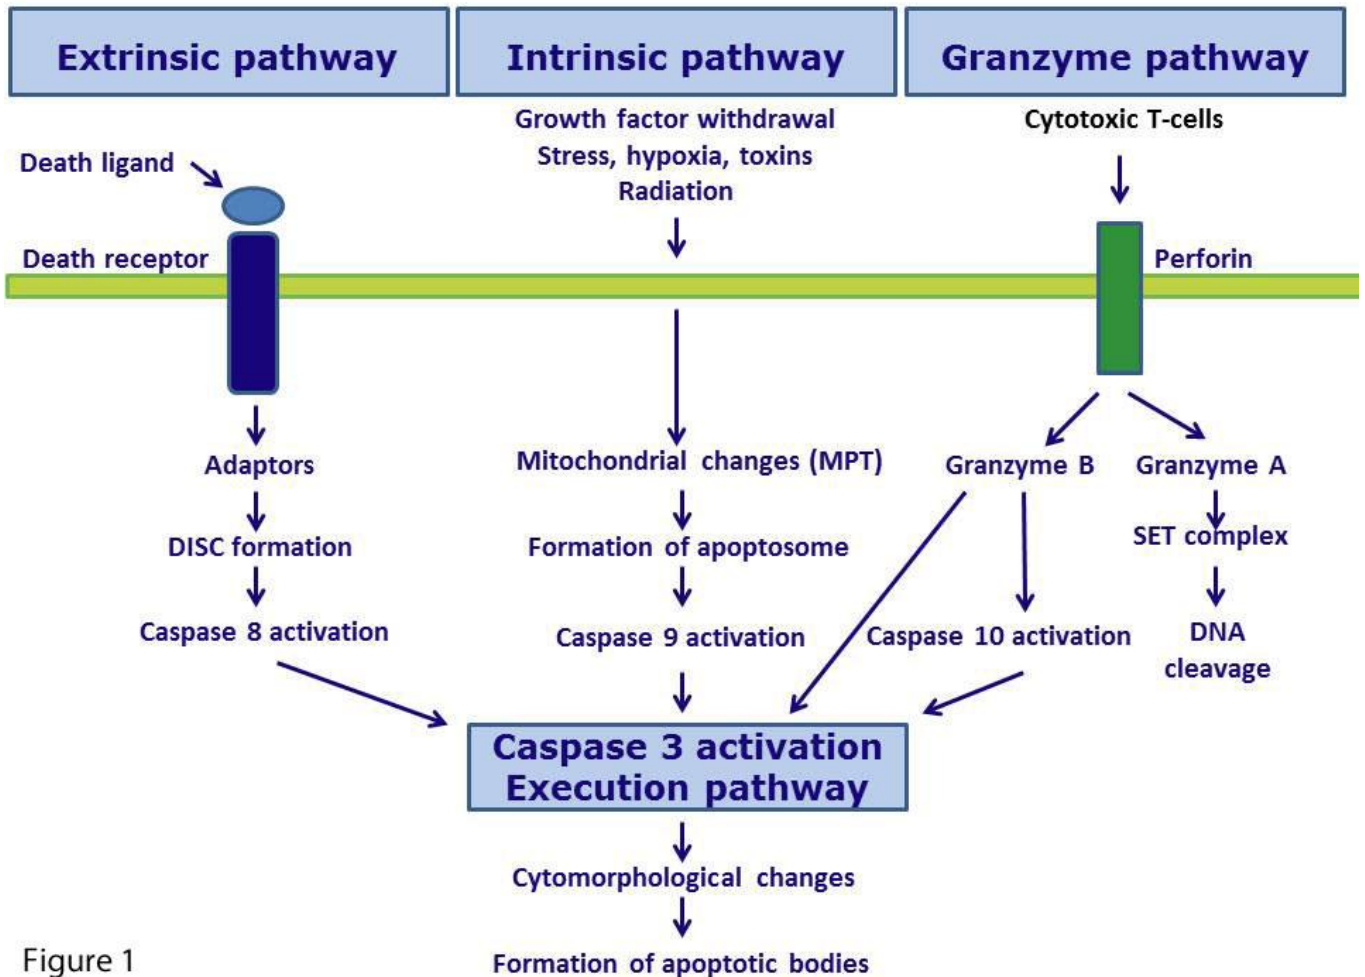 Extrinsic pathway
Intrinsic pathway
Granzyme pathway
Growth factor withdrawal
Stress, hypoxia, toxins
Radiation
Cytotoxic T-cells
Death ligand
Death receptor
Perforin
Adaptors
Mitochondrial changes (MPT)
Granzyme B
Granzyme A
DISC formation
Formation of apoptosome
SET complex
Caspase 8 activation
Caspase 9 activation
Caspase 10 activation
DNA
cleavage
Caspase 3 activation
Execution pathway
Cytomorphological changes
Formation of apoptotic bodies
Figure 1